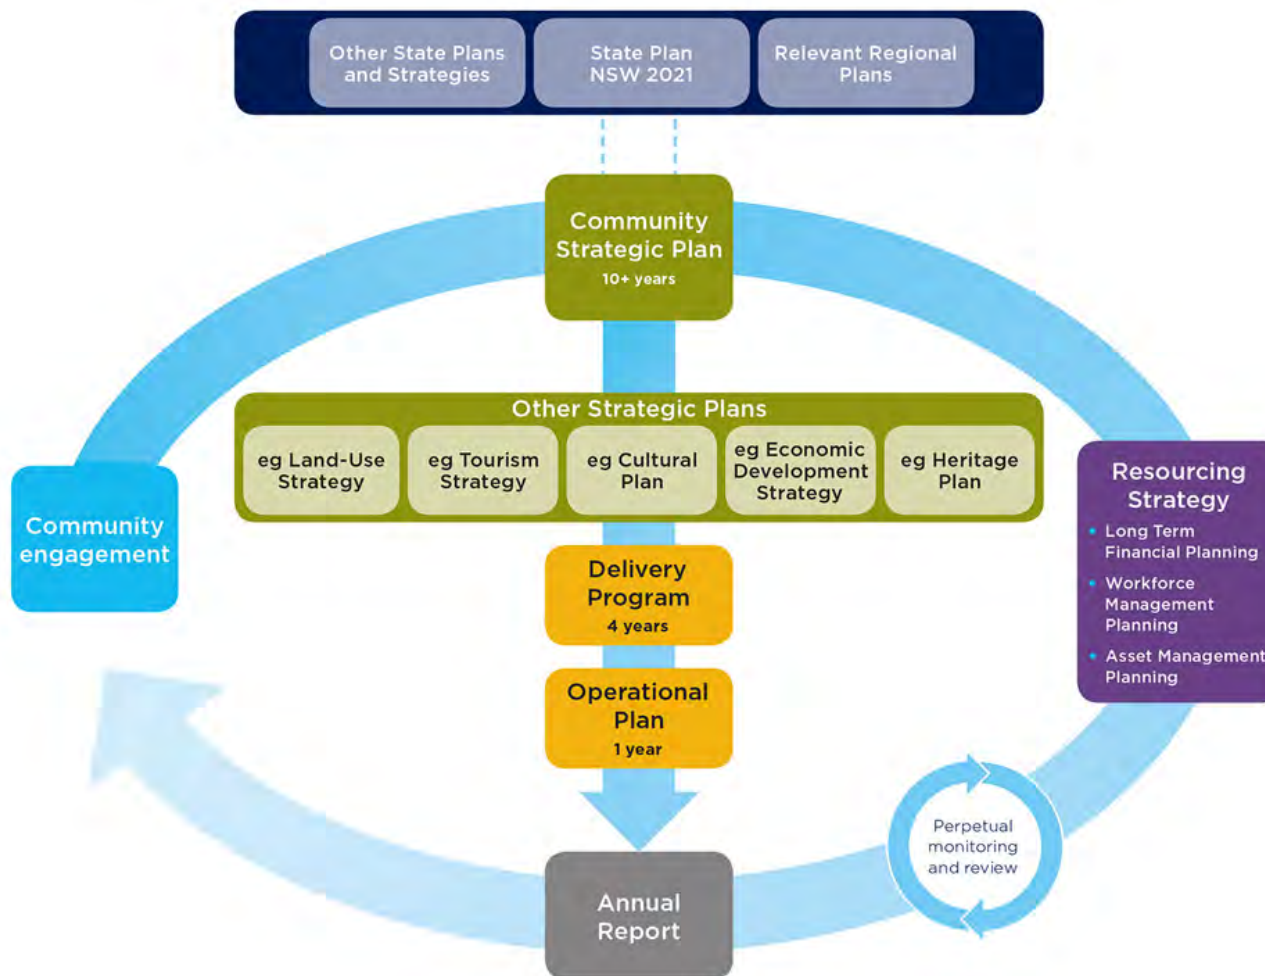 Other State Plans
and Strategies
State Plan
NSW 2021
Relevant Regional
Plans
Community
Strategic Plan
10+ years
Other Strategic Plans
eg Land-Use
Strategy
eg Tourism
Strategy
eg Cultural
Plan
eg Economic
Development
Strategy
eg Heritage
Plan
Community
engagement
Resourcing
Strategy
• Long Term
Financial Planning
• Workforce
Management
Planning
• Asset Management
Planning
Delivery
Program
4 years
Operational
Plan
1 year
Perpetual
monitoring
and review
Annual
Report